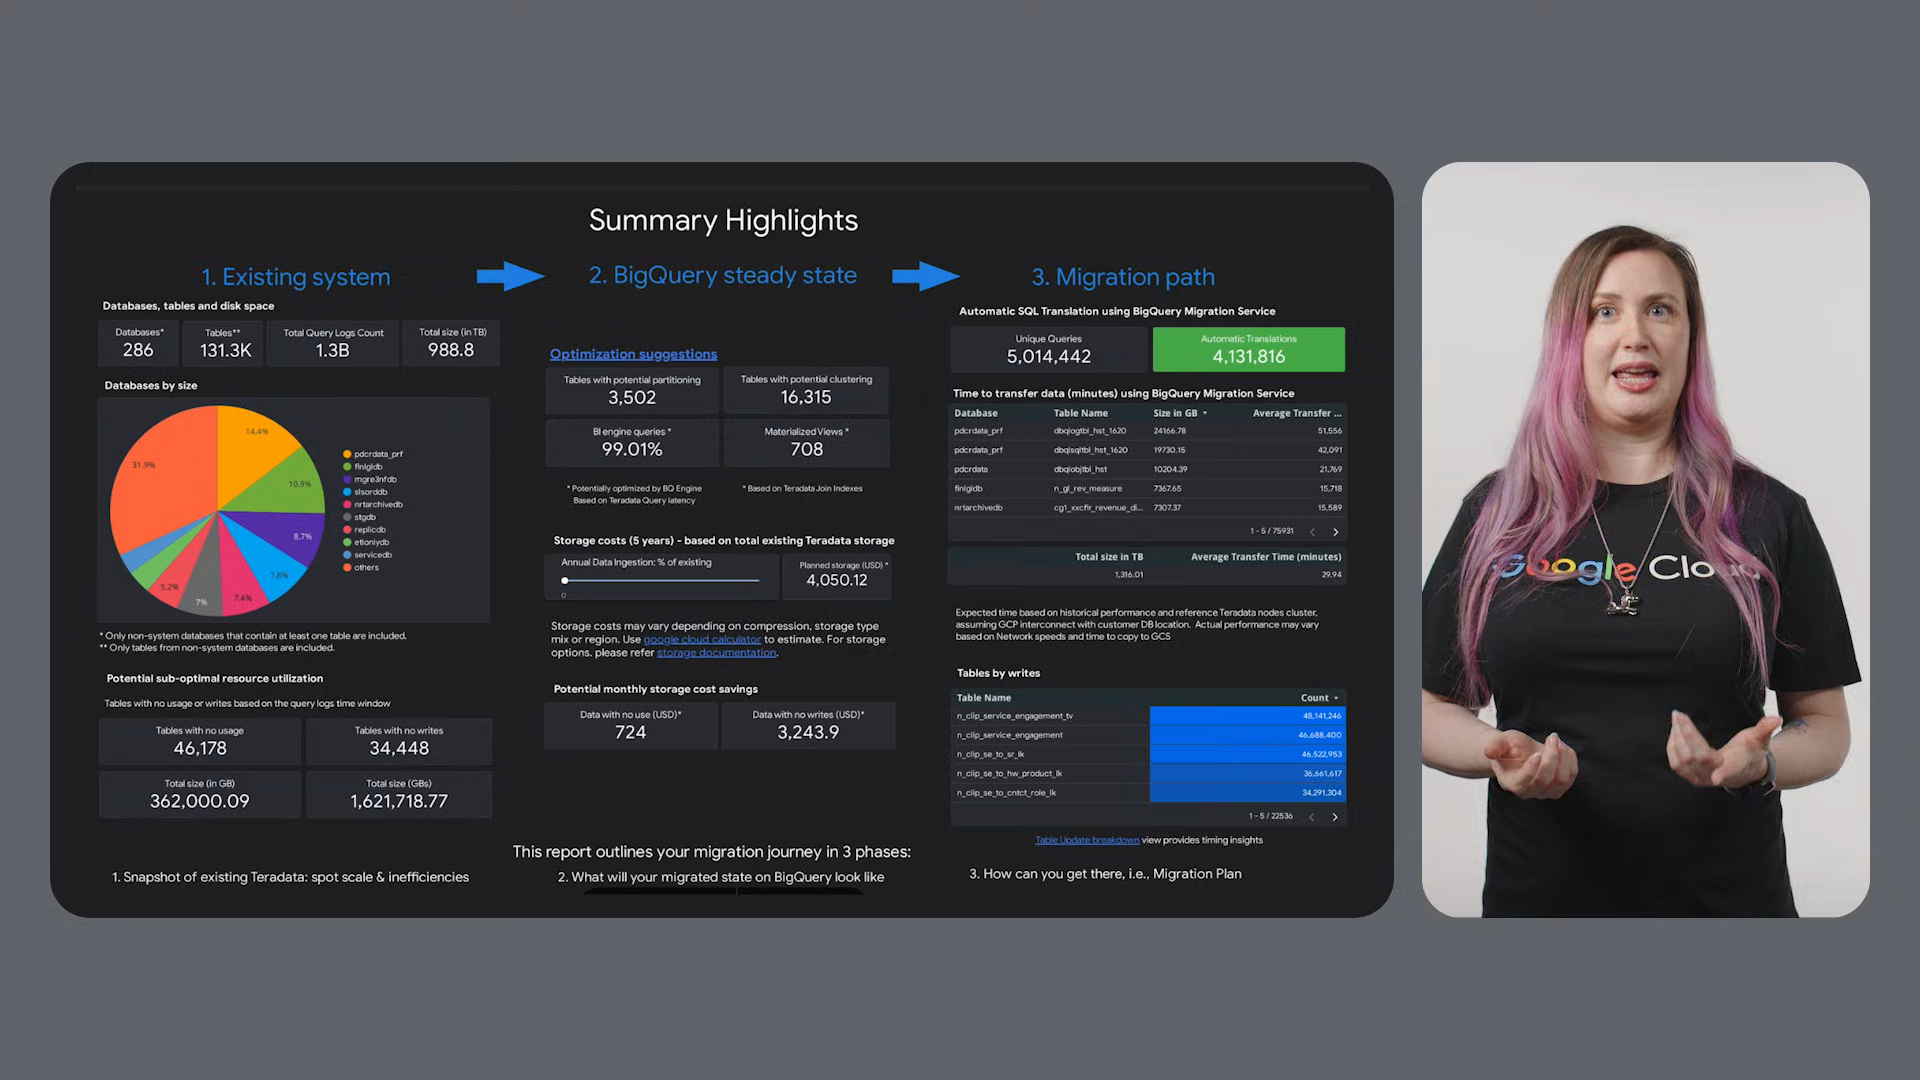 Summary Highlights
1. Existing system
2. BigQuery steady state
3. Migration path
Databases, tables and disk space
Databases*
286
Tables**
131.3K
Total Query Logs Count
1.3B
Total size (in TB)
988.8
Databases by size
14.4%
10.9%
8.7%
7.8%
7.4%
7%
5.2%
31.9%
pdcrdata_prf
finlgldb
mgre3nfdb
slsorddb
nrtarchivedb
stgdb
replicdb
etlonlydb
servicedb
others
* Only non-system databases that contain at least one table are included.
** Only tables from non-system databases are included.
Potential sub-optimal resource utilization
Tables with no usage or writes based on the query logs time window
Tables with no usage
46,178
Tables with no writes
34,448
Total size (in GB)
362,000.09
Total size (GBs)
1,621,718.77
1. Snapshot of existing Teradata: spot scale & inefficiencies
Optimization suggestions
Tables with potential partitioning
3,502
Tables with potential clustering
16,315
BI engine queries *
99.01%
Materialized Views *
708
* Potentially optimized by BQ Engine
Based on Teradata Query latency
* Based on Teradata Join Indexes
Storage costs (5 years) - based on total existing Teradata storage
Annual Data Ingestion: % of existing
0
Planned storage (USD) *
4,050.12
Storage costs may vary depending on compression, storage type
mix or region. Use google cloud calculator to estimate. For storage
options, please refer storage documentation.
Potential monthly storage cost savings
Data with no use (USD)*
724
Data with no writes (USD)*
3,243.9
This report outlines your migration journey in 3 phases:
2. What will your migrated state on BigQuery look like
Automatic SQL Translation using BigQuery Migration Service
Unique Queries
5,014,442
Automatic Translations
4,131,816
Time to transfer data (minutes) using BigQuery Migration Service
Database Table Name Size in GB Average Transfer ...
pdcrdata_prf dbqlogtbl_hst_1620 24166.78 51,556
pdcrdata_prf dbqlsqltbl_hst_1620 19730.15 42,091
pdcrdata dbqlobjtbl_hst 10204.39 21,769
finlgldb n_gl_rev_measure 7367.65 15,718
nrtarchivedb cg1_xxcfir_revenue_di... 7307.37 15,589
1 - 5 / 75931
Total size in TB Average Transfer Time (minutes)
1,316.01 29.94
Expected time based on historical performance and reference Teradata nodes cluster,
assuming GCP interconnect with customer DB location. Actual performance may vary
based on Network speeds and time to copy to GCS
Tables by writes
Table Name Count
n_clip_service_engagement_tv 48,141,246
n_clip_service_engagement 46,688,400
n_clip_se_to_sr_lk 46,522,953
n_clip_se_to_hw_product_lk 36,661,617
n_clip_se_to_cntct_role_lk 34,291,304
1 - 5 / 22536
Table Update breakdown view provides timing insights
3. How can you get there, i.e., Migration Plan
Google Clo